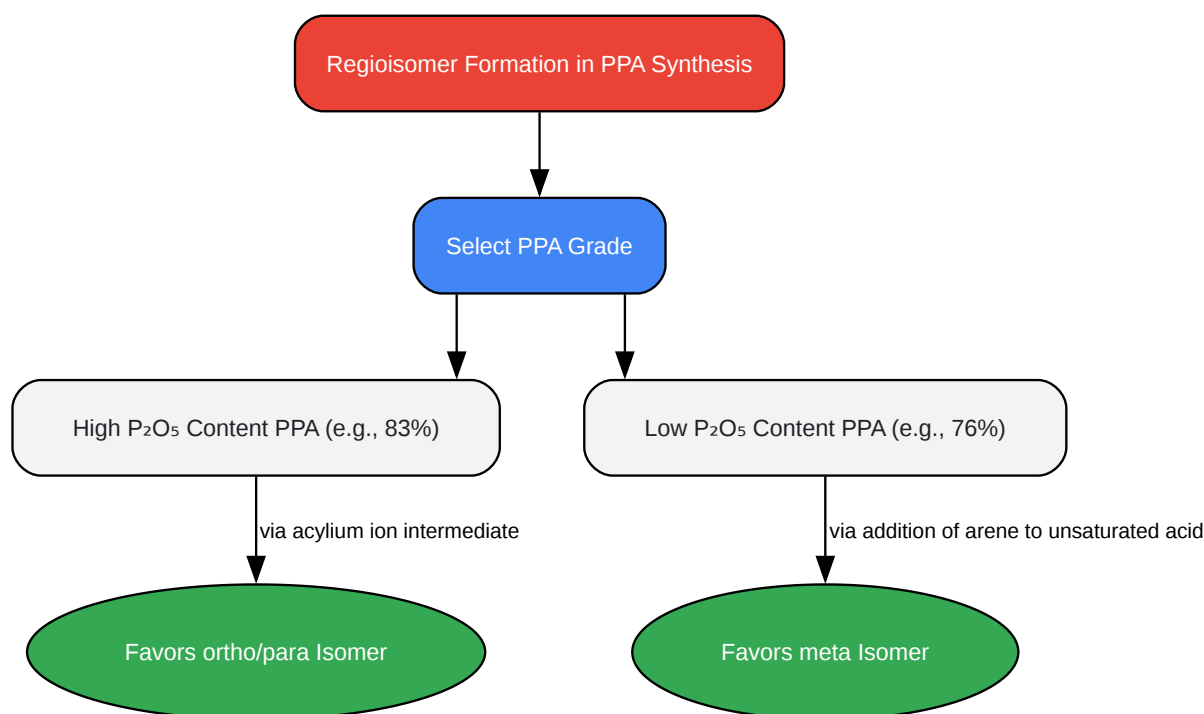 Regioisomer Formation in PPA Synthesis
Select PPA Grade
High P₂O₅ Content PPA (e.g., 83%)
Low P₂O₅ Content PPA (e.g., 76%)
via acylium ion intermediate
via addition of arene to unsaturated acid
Favors ortho/para Isomer
Favors meta Isomer